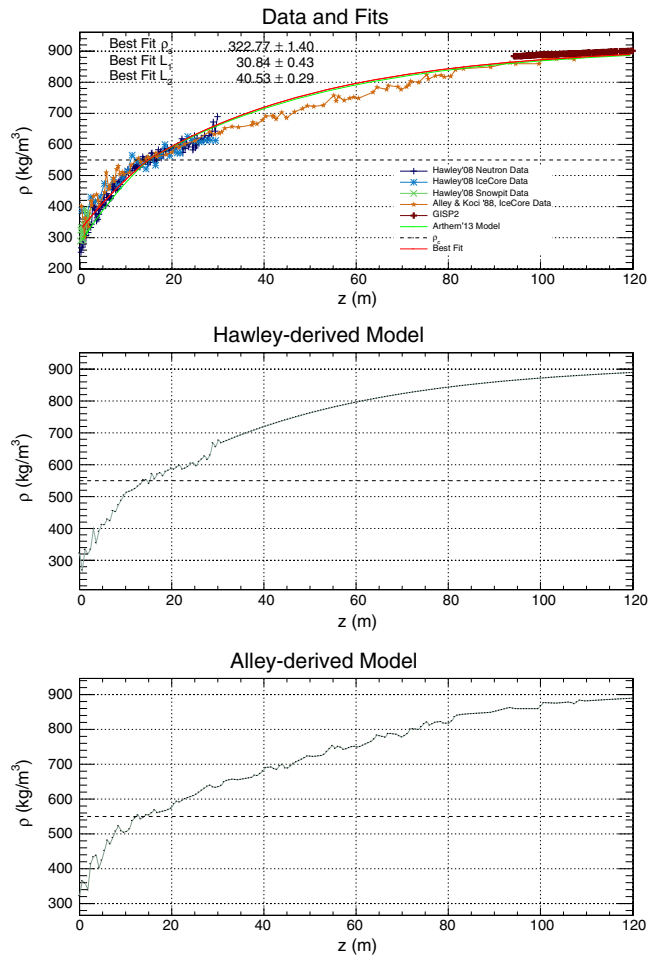 Data and Fits
Best Fit ρs 322.77 ± 1.40
Best Fit L1 30.84 ± 0.43
Best Fit L2 40.53 ± 0.29
900
800
700
600
500
400
300
200
ρ (kg/m³)
Hawley'08 Neutron Data
Hawley'08 IceCore Data
Hawley'08 Snowpit Data
Alley & Koci '88, IceCore Data
GISP2
Arthern'13 Model
ρc
Best Fit
0 20 40 60 80 100 120
z (m)
Hawley-derived Model
900
800
700
600
500
400
300
ρ (kg/m³)
0 20 40 60 80 100 120
z (m)
Alley-derived Model
900
800
700
600
500
400
300
ρ (kg/m³)
0 20 40 60 80 100 120
z (m)